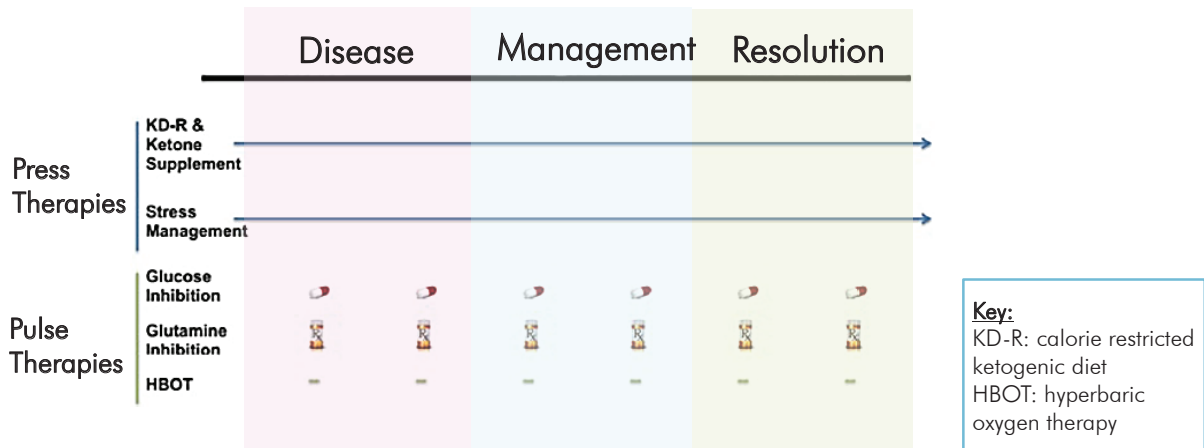 Disease
Management
Resolution
Press
Therapies
KD-R &
Ketone
Supplement
Stress
Management
Pulse
Therapies
Glucose
Inhibition
Glutamine
Inhibition
HBOT
Key:
KD-R: calorie restricted
ketogenic diet
HBOT: hyperbaric
oxygen therapy